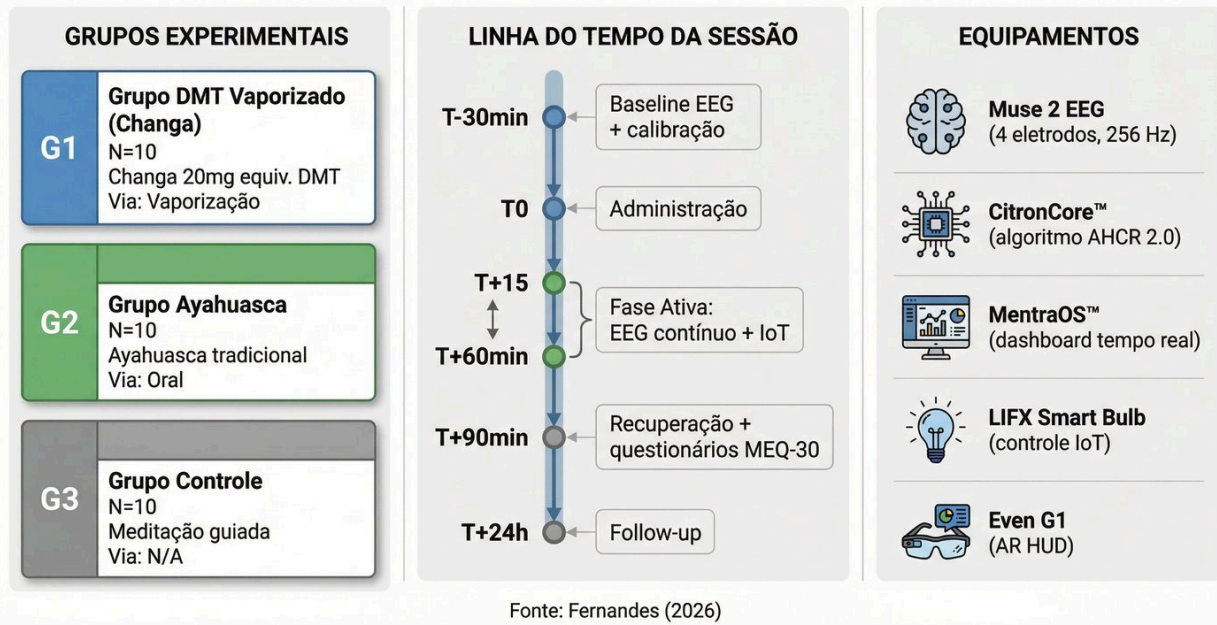 GRUPOS EXPERIMENTAIS
G1
Grupo DMT Vaporizado
(Changa)
N=10
Changa 20mg equiv. DMT
Via: Vaporização
G2
Grupo Ayahuasca
N=10
Ayahuasca tradicional
Via: Oral
G3
Grupo Controle
N=10
Meditação guiada
Via: N/A
LINHA DO TEMPO DA SESSÃO
T-30min
Baseline EEG
+ calibração
T0
Administração
T+15
T+60min
Fase Ativa:
EEG contínuo + IoT
T+90min
Recuperação +
questionários MEQ-30
T+24h
Follow-up
EQUIPAMENTOS
Muse 2 EEG
(4 eletrodos, 256 Hz)
CitronCore™
(algoritmo AHCR 2.0)
MentraOS™
(dashboard tempo real)
LIFX Smart Bulb
(controle IoT)
Even G1
(AR HUD)
Fonte: Fernandes (2026)